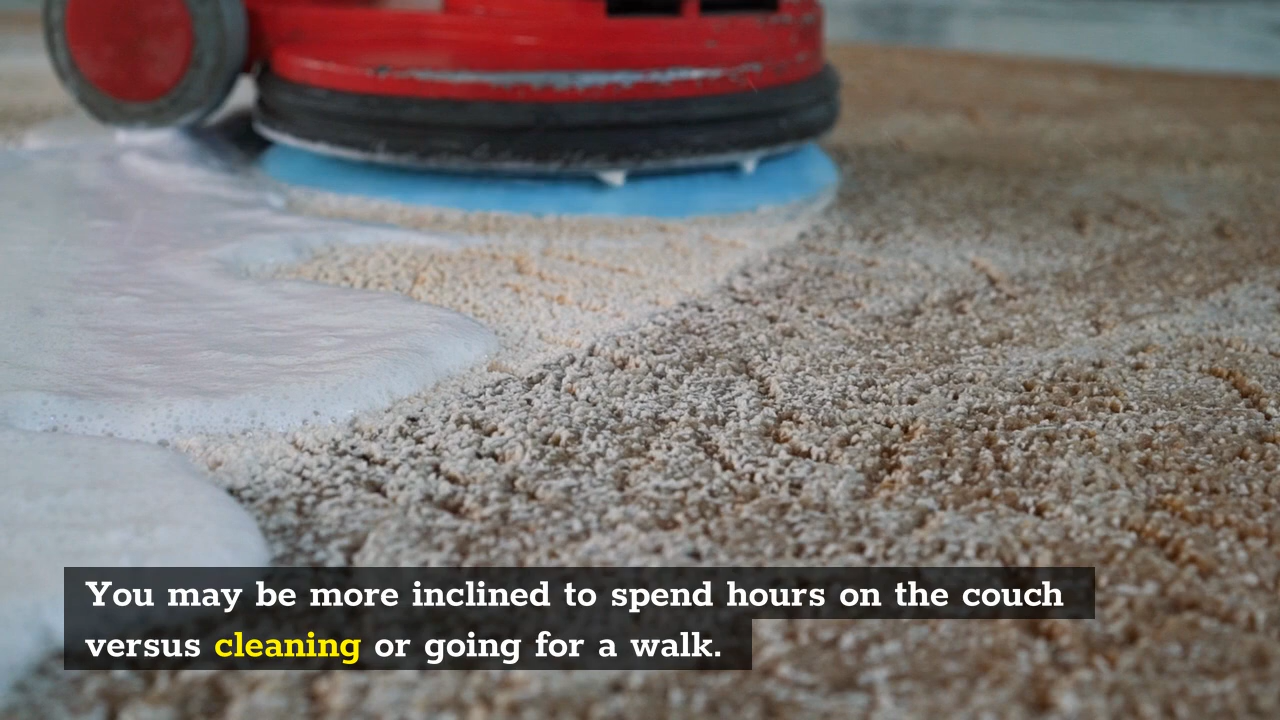 You may be more inclined to spend hours on the couch
versus cleaning or going for a walk.